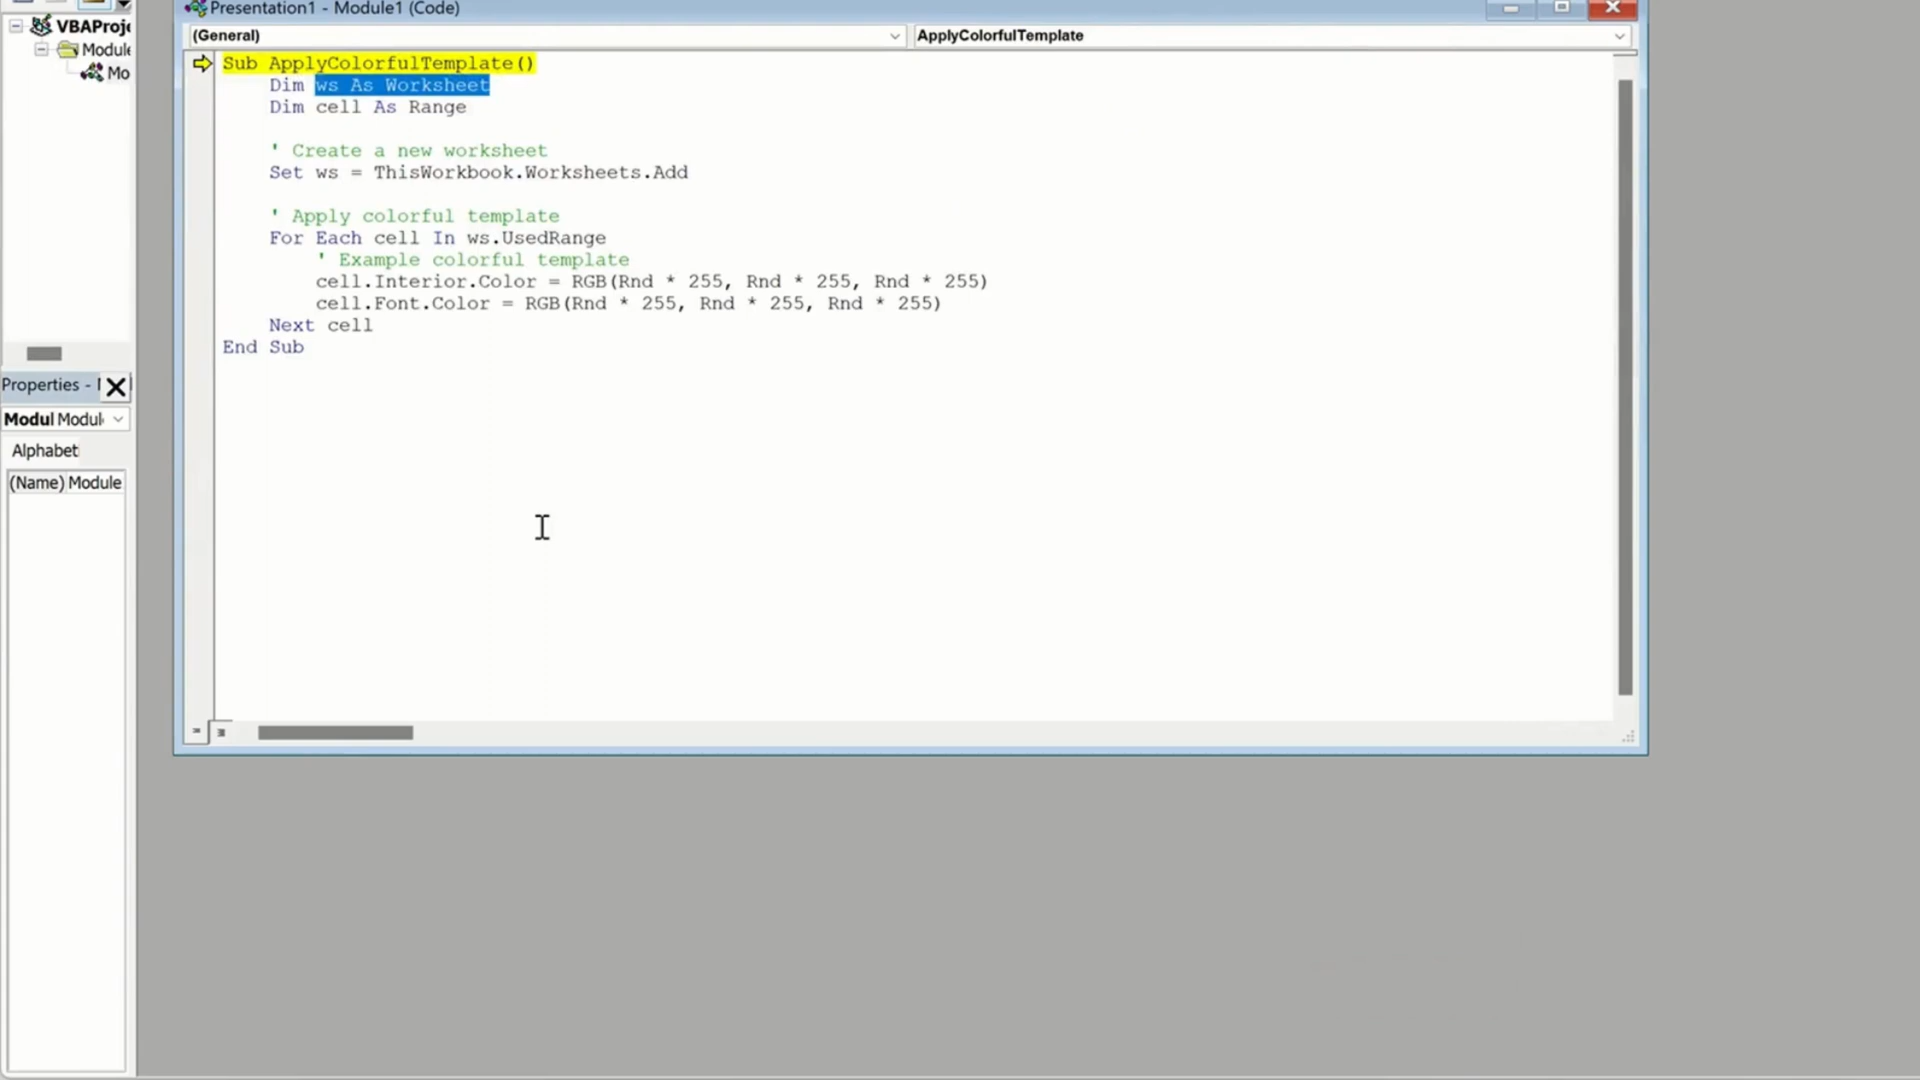 Presentation1 - Module1 (Code)
VBAProje
Module
Mo
(General)
ApplyColorfulTemplate
Sub ApplyColorfulTemplate()
Dim ws As Worksheet
Dim cell As Range
' Create a new worksheet
Set ws = ThisWorkbook.Worksheets.Add
' Apply colorful template
For Each cell In ws.UsedRange
' Example colorful template
cell.Interior.Color = RGB(Rnd * 255, Rnd * 255, Rnd * 255)
cell.Font.Color = RGB(Rnd * 255, Rnd * 255, Rnd * 255)
Next cell
End Sub
Properties -
Modul Modul
Alphabet
(Name) Module